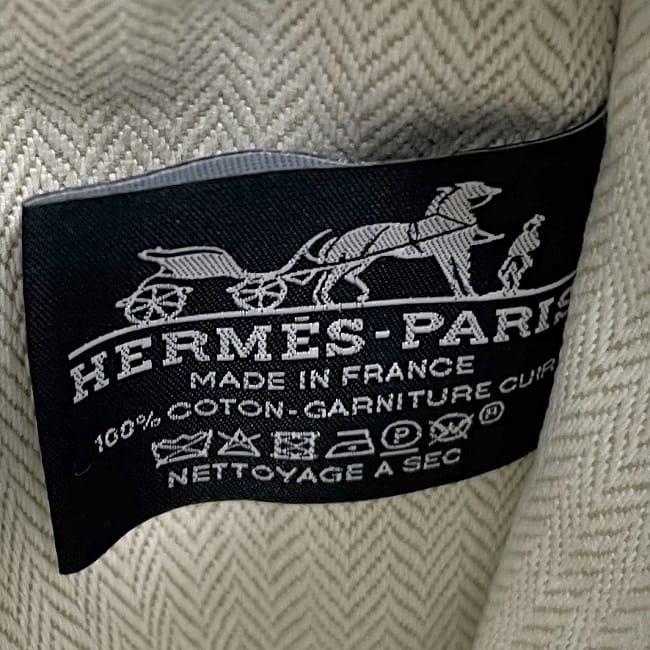 HERMÈS-PARIS
MADE IN FRANCE
100% COTON-GARNITURE CUIR
P H
NETTOYAGE A SEC